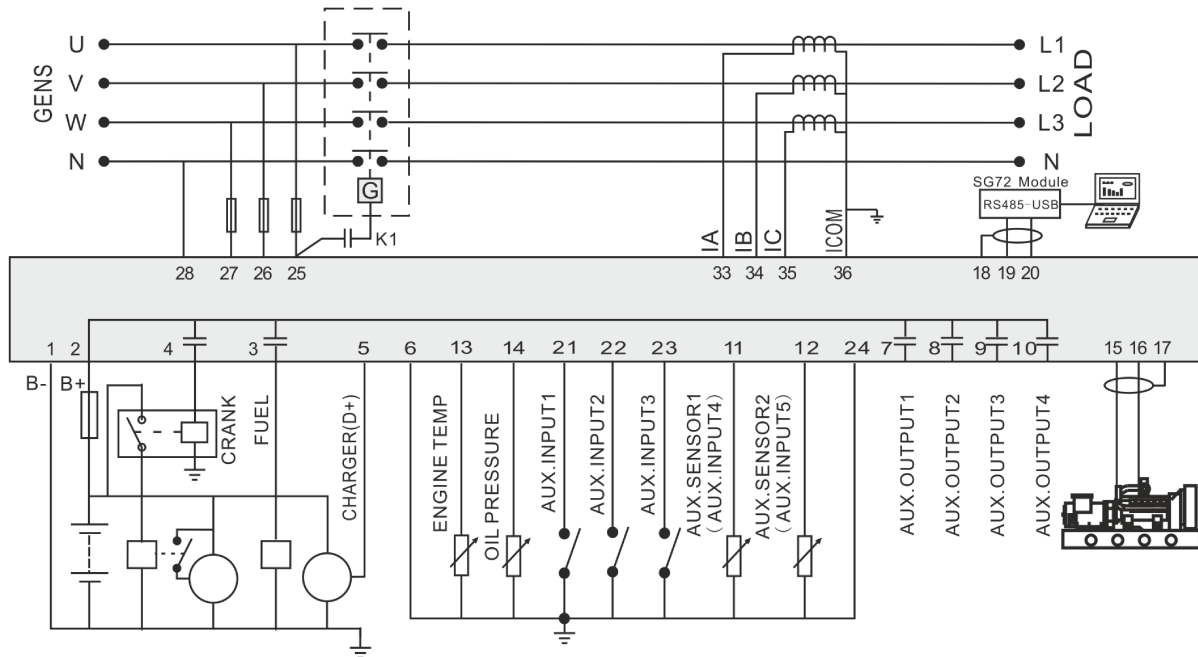 GENS
U
V
W
N
L1
L2
L3
N
LOAD
G
K1
IA
IB
IC
ICOM
SG72 Module
RS485-USB
28
27
26
25
33
34
35
36
18
19
20
1
2
4
3
5
6
13
14
21
22
23
11
12
24
7
8
9
10
15
16
17
B-
B+
CRANK
FUEL
CHARGER(D+)
ENGINE TEMP
OIL PRESSURE
AUX.INPUT1
AUX.INPUT2
AUX.INPUT3
AUX.SENSOR1
(AUX.INPUT4)
AUX.SENSOR2
(AUX.INPUT5)
AUX.OUTPUT1
AUX.OUTPUT2
AUX.OUTPUT3
AUX.OUTPUT4